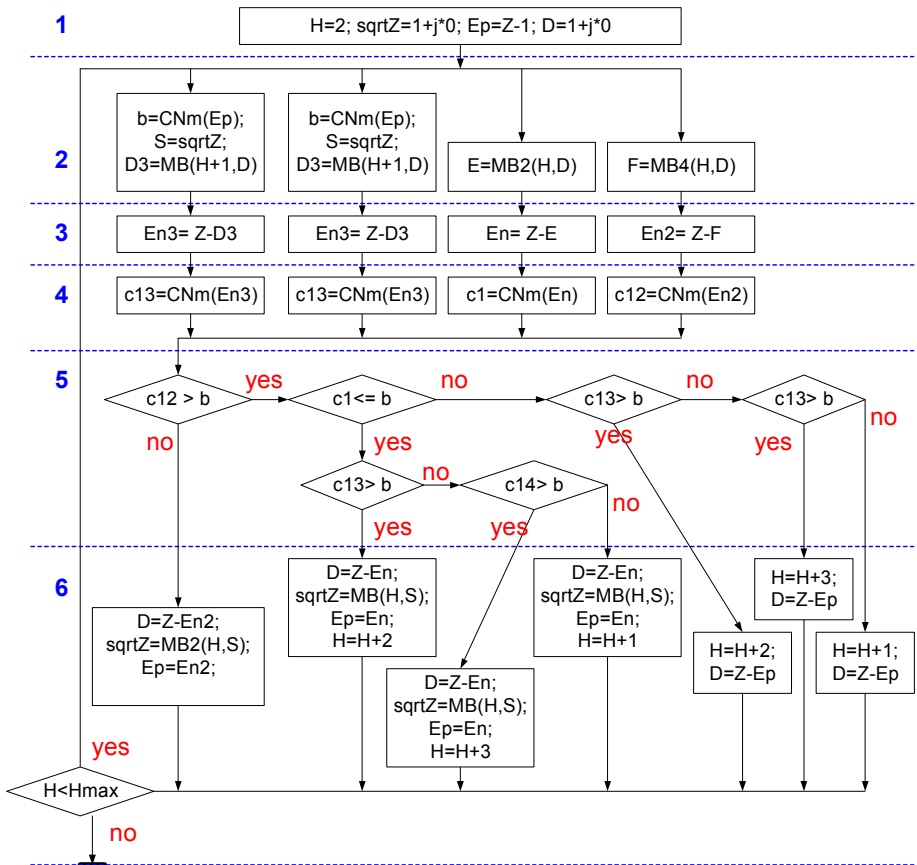 1
H=2; sqrtZ=1+j*0; Ep=Z-1; D=1+j*0
2
b=CNm(Ep);
S=sqrtZ;
D3=MB(H+1,D)
b=CNm(Ep);
S=sqrtZ;
D3=MB(H+1,D)
E=MB2(H,D)
F=MB4(H,D)
3
En3= Z-D3
En3= Z-D3
En= Z-E
En2= Z-F
4
c13=CNm(En3)
c13=CNm(En3)
c1=CNm(En)
c12=CNm(En2)
5
c12 > b
yes
no
c1<= b
no
yes
c13> b
no
yes
c13> b
yes
no
c13> b
no
yes
c14> b
yes
no
6
D=Z-En2;
sqrtZ=MB2(H,S);
Ep=En2;
D=Z-En;
sqrtZ=MB(H,S);
Ep=En;
H=H+2
D=Z-En;
sqrtZ=MB(H,S);
Ep=En;
H=H+3
D=Z-En;
sqrtZ=MB(H,S);
Ep=En;
H=H+1
H=H+2;
D=Z-Ep
H=H+3;
D=Z-Ep
H=H+1;
D=Z-Ep
yes
H<Hmax
no